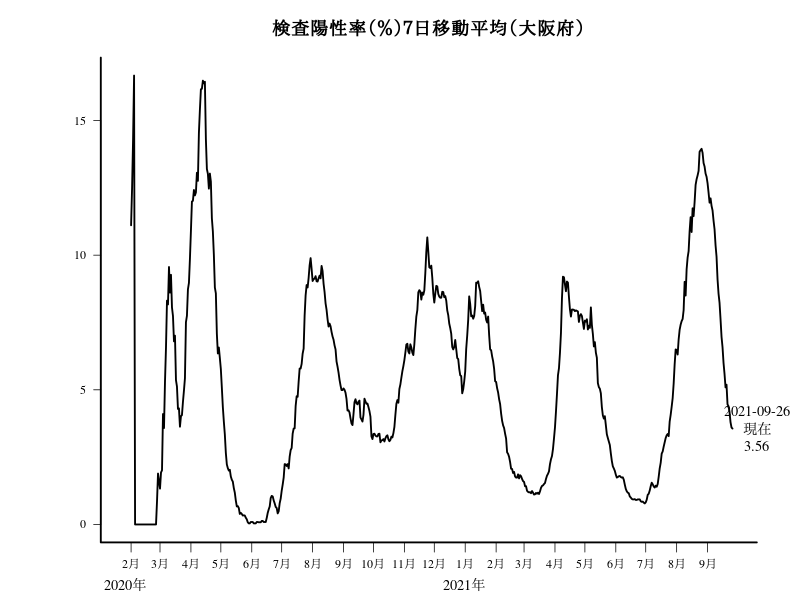 検査陽性率(%)7日移動平均(大阪府)
15
10
5
0
2021-09-26
現在
3.56
2月 3月 4月 5月 6月 7月 8月 9月 10月 11月 12月 1月 2月 3月 4月 5月 6月 7月 8月 9月
2020年 2021年